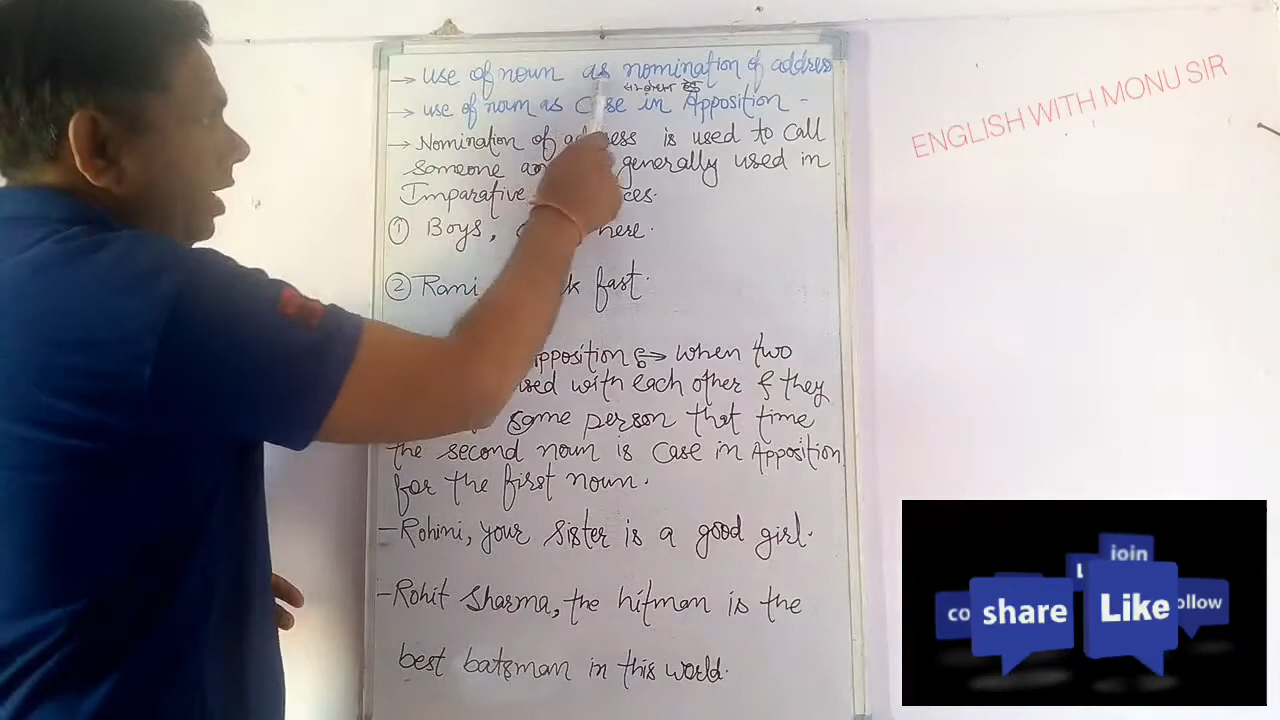 → use of noun as nomination of address
→ use of noun as Case in Apposition -
→ Nomination of address is used to call
someone generally used in
Imparative
① Boys, here.
② Rani fast.
when two
with each other & they
same person that time
the second noun is Case in Apposition
for the first noun.
- Rohini, your sister is a good girl.
- Rohit Sharma, the hitman is the
best batsman in this world.
ENGLISH WITH MONU SIR
join
share
Like